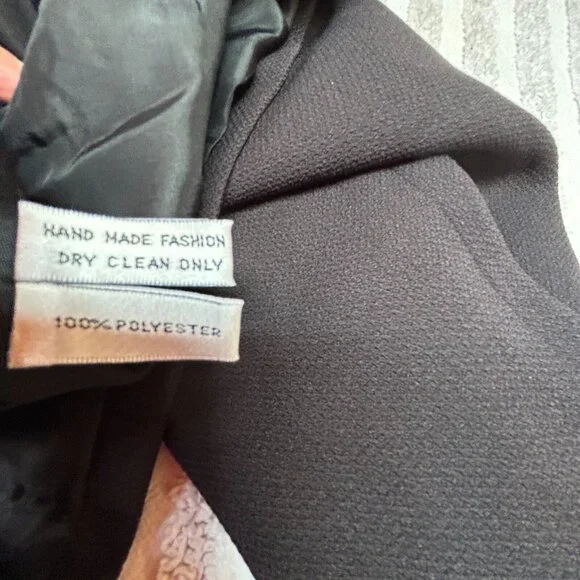 HAND MADE FASHION
DRY CLEAN ONLY
100% POLYESTER